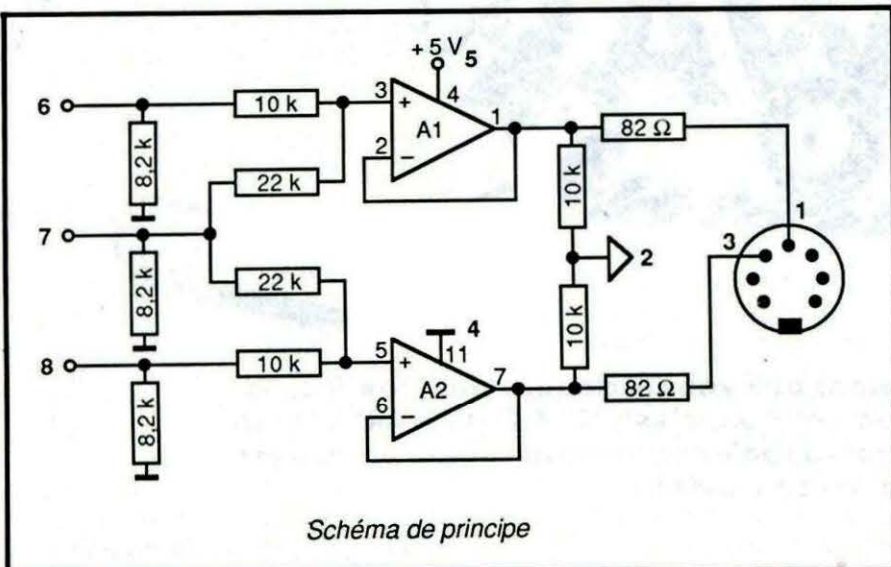 + 5 V 5
6
10 k
3
+
4
A1
1
2
−
82 Ω
8,2 k
22 k
10 k
7
2
1
3
8,2 k
22 k
10 k
4
8
10 k
5
+
11
A2
7
6
−
82 Ω
8,2 k
Schéma de principe